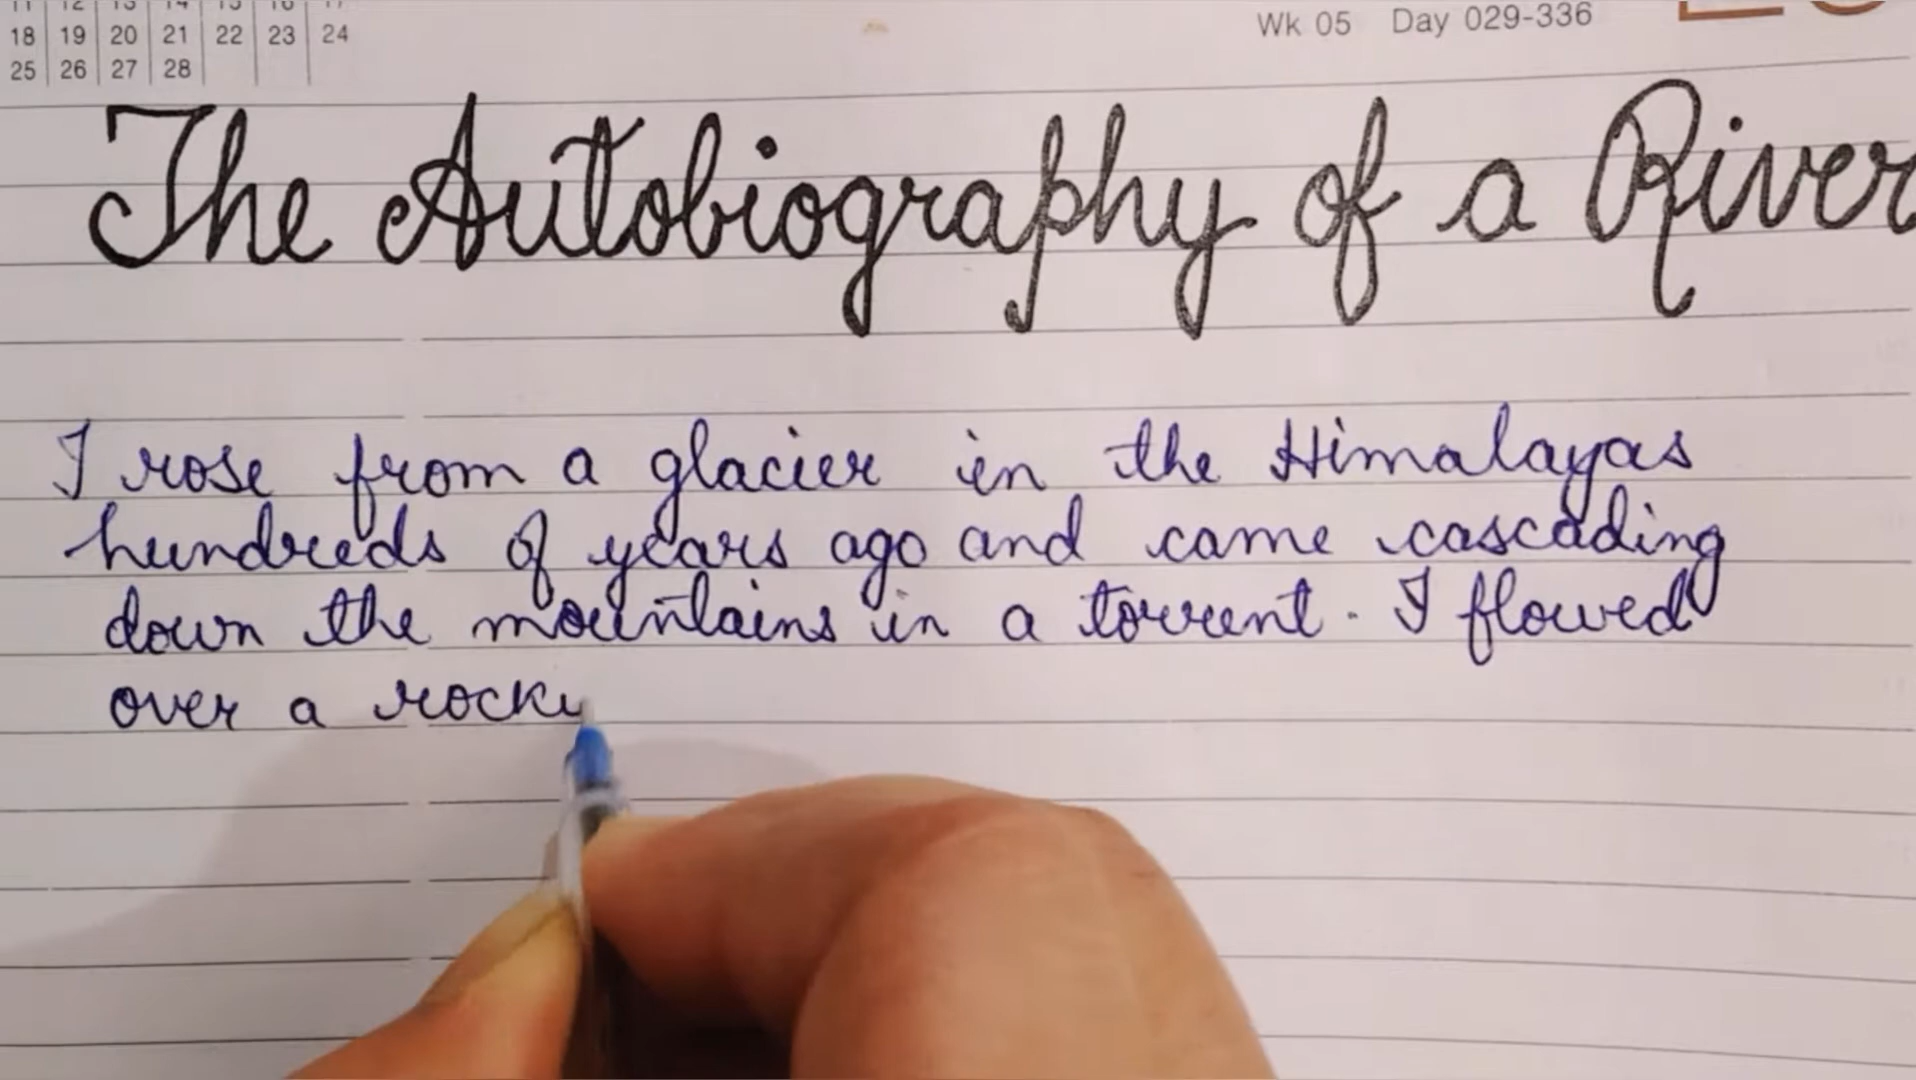 18 19 20 21 22 23 24
Wk 05 Day 029-336
25 26 27 28
The Autobiography of a River
I rose from a glacier in the Himalayas
hundreds of years ago and came cascading
down the mountains in a torrent. I flowed
over a rocky